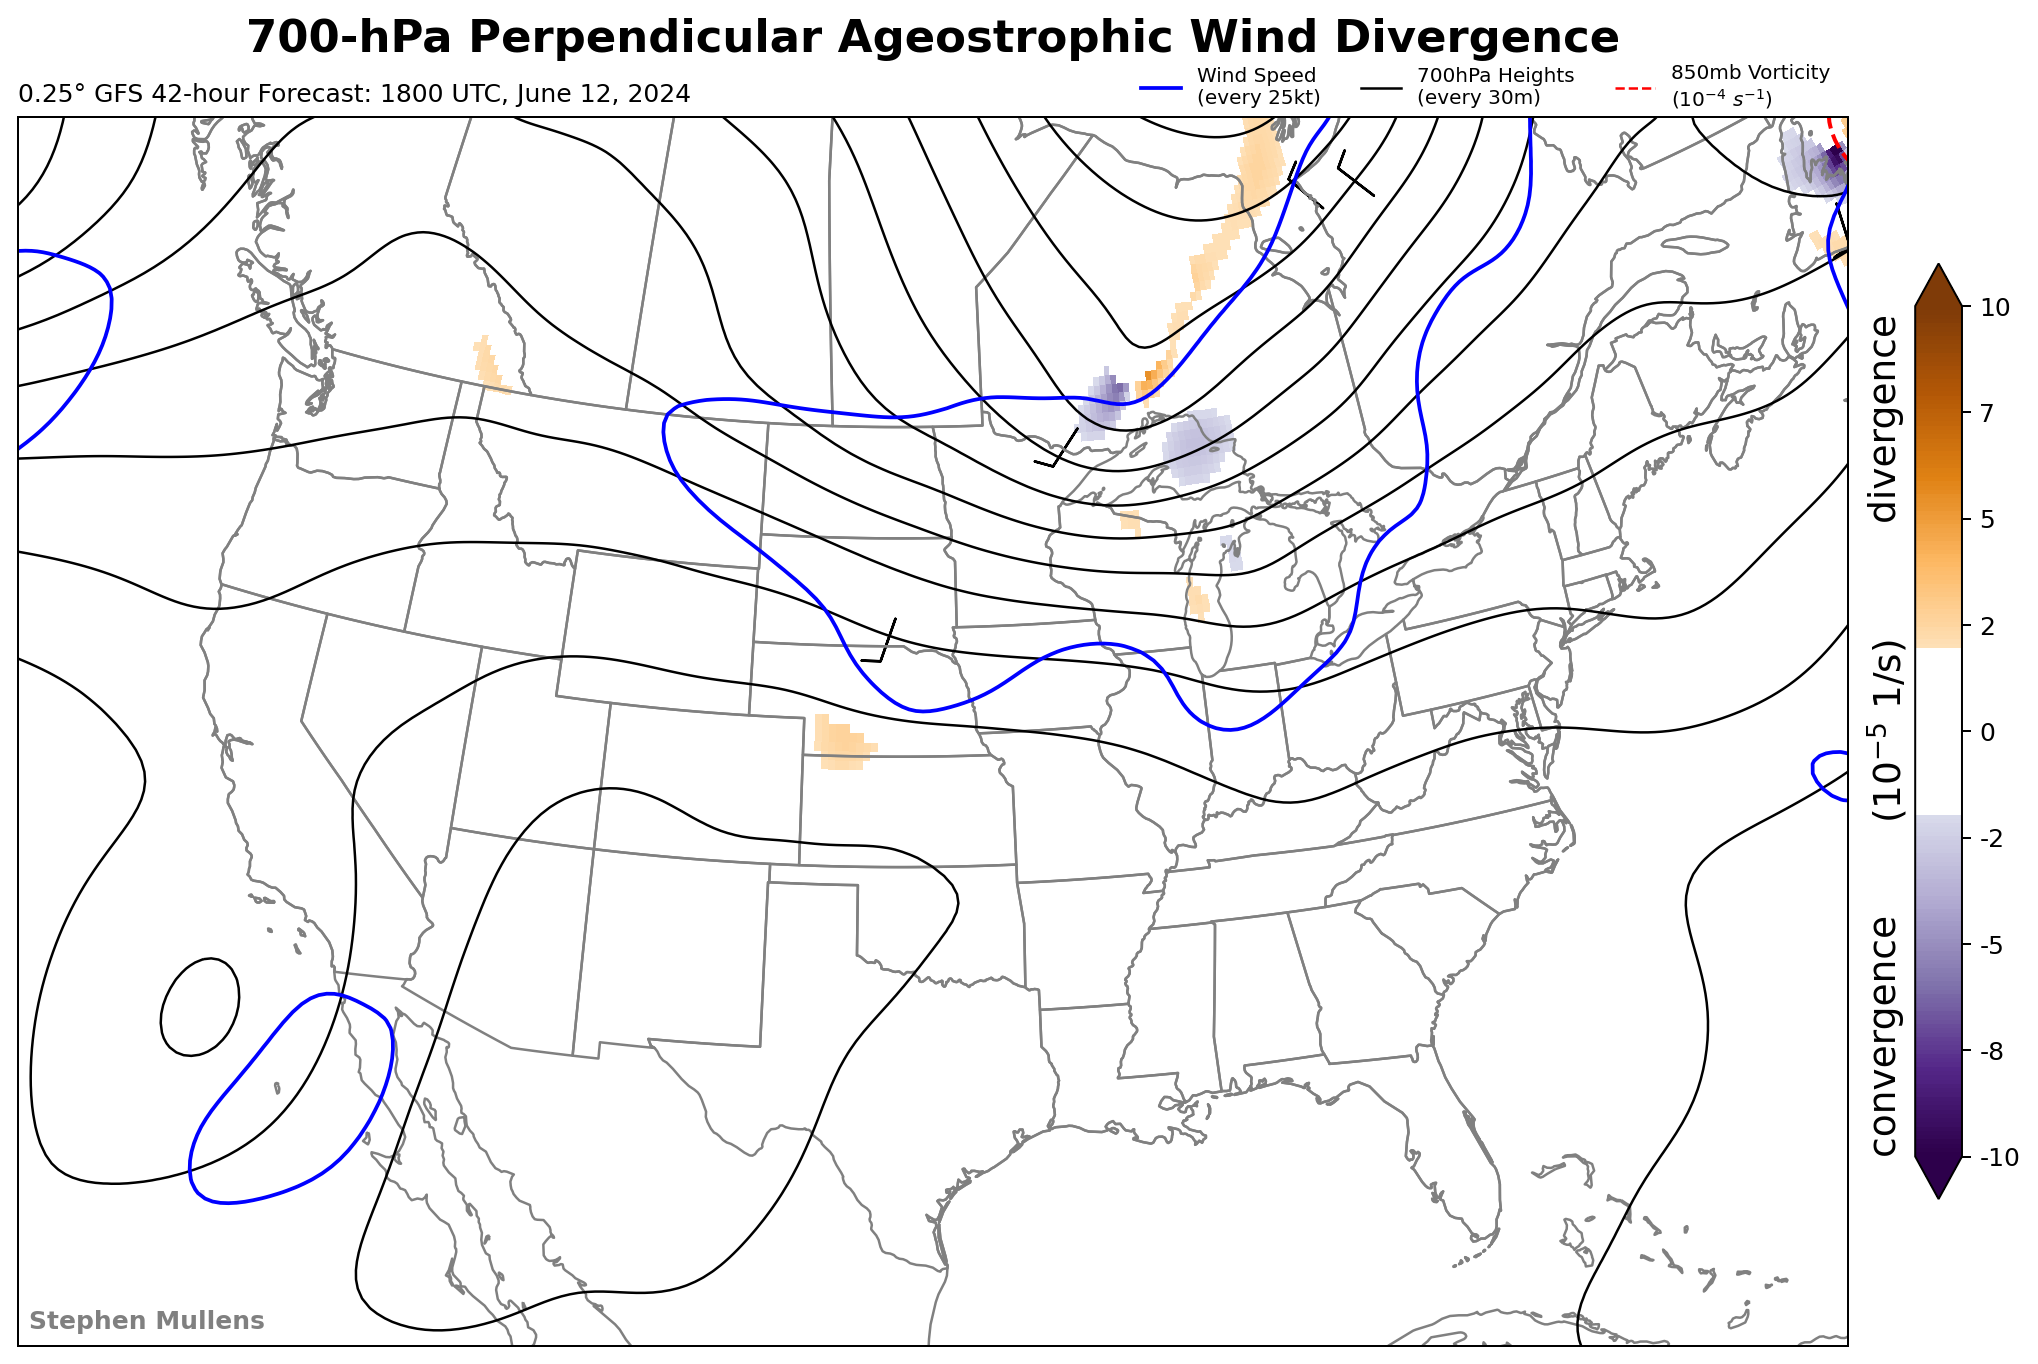 700-hPa Perpendicular Ageostrophic Wind Divergence
0.25° GFS 42-hour Forecast: 1800 UTC, June 12, 2024
Wind Speed
(every 25kt)
700hPa Heights
(every 30m)
850mb Vorticity
(10⁻⁴ s⁻¹)
convergence (10⁻⁵ 1/s) divergence
10
7
5
2
0
-2
-5
-8
-10
Stephen Mullens